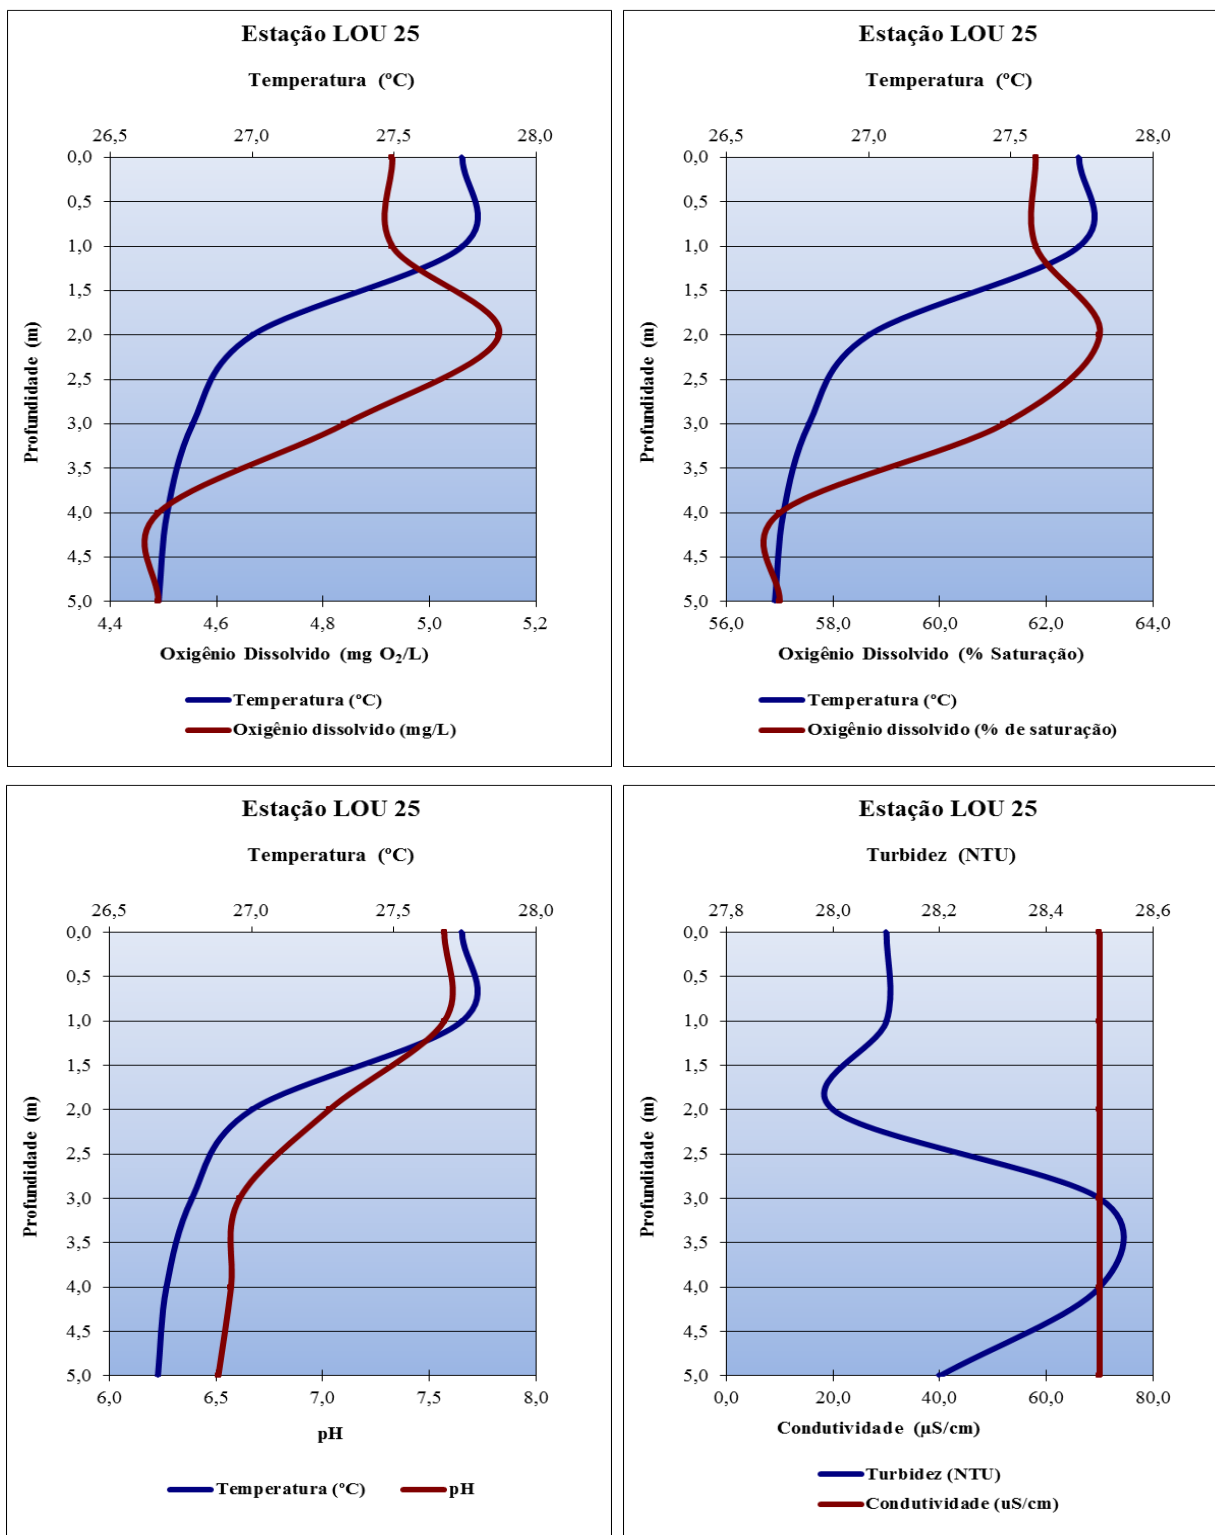 Estação LOU 25
Temperatura (ºC)
26,5 27,0 27,5 28,0
0,0
0,5
1,0
1,5
2,0
2,5
3,0
3,5
4,0
4,5
5,0
Profundidade (m)
4,4 4,6 4,8 5,0 5,2
Oxigênio Dissolvido (mg O₂/L)
Temperatura (ºC)
Oxigênio dissolvido (mg/L)
Estação LOU 25
Temperatura (ºC)
26,5 27,0 27,5 28,0
0,0
0,5
1,0
1,5
2,0
2,5
3,0
3,5
4,0
4,5
5,0
Profundidade (m)
56,0 58,0 60,0 62,0 64,0
Oxigênio Dissolvido (% Saturação)
Temperatura (ºC)
Oxigênio dissolvido (% de saturação)
Estação LOU 25
Temperatura (ºC)
26,5 27,0 27,5 28,0
0,0
0,5
1,0
1,5
2,0
2,5
3,0
3,5
4,0
4,5
5,0
Profundidade (m)
6,0 6,5 7,0 7,5 8,0
pH
Temperatura (ºC) pH
Estação LOU 25
Turbidez (NTU)
27,8 28,0 28,2 28,4 28,6
0,0
0,5
1,0
1,5
2,0
2,5
3,0
3,5
4,0
4,5
5,0
Profundidade (m)
0,0 20,0 40,0 60,0 80,0
Condutividade (µS/cm)
Turbidez (NTU)
Condutividade (uS/cm)